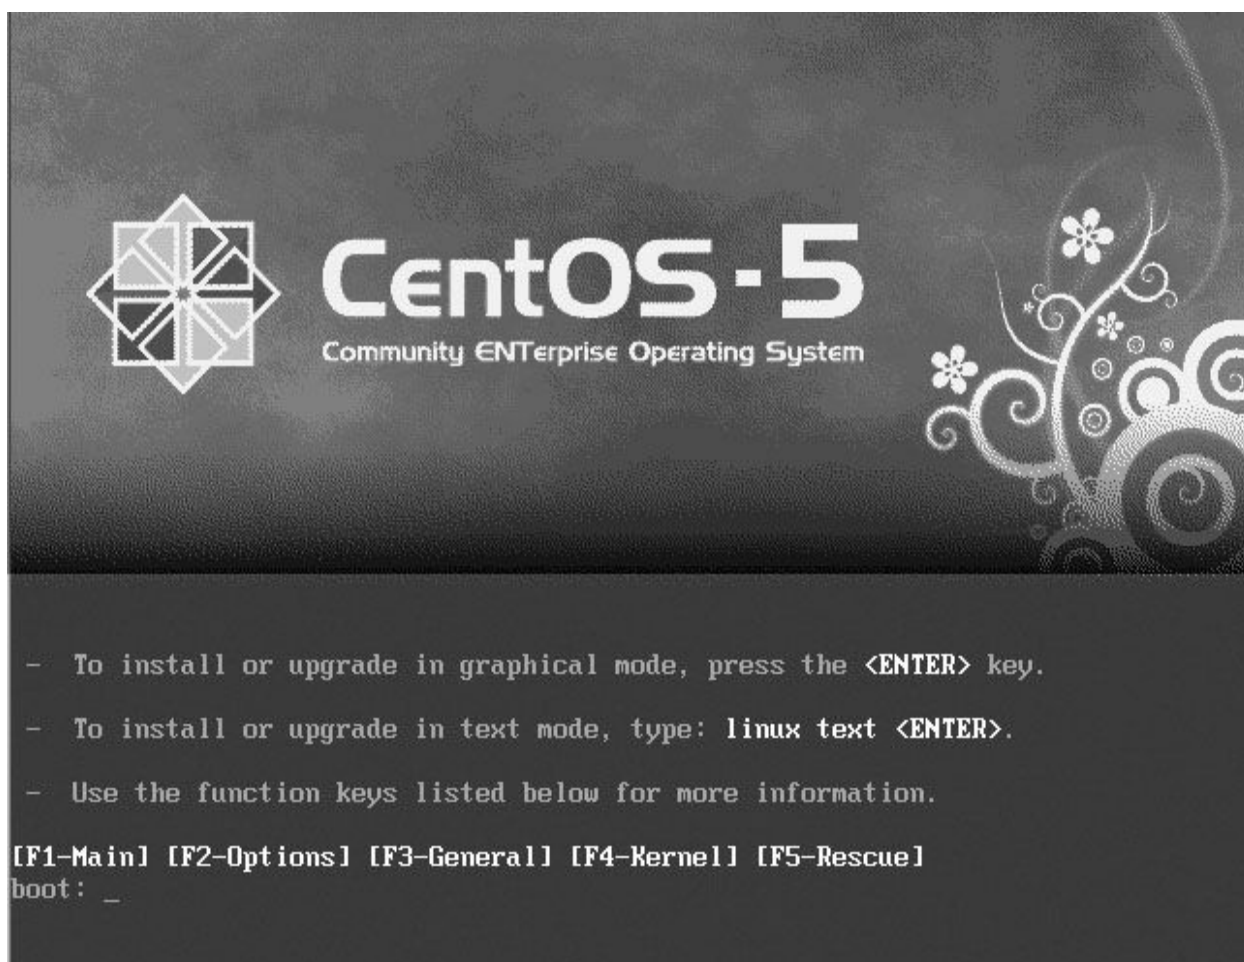 CentOS-5
Community ENTerprise Operating System
- To install or upgrade in graphical mode, press the <ENTER> key.
- To install or upgrade in text mode, type: linux text <ENTER>.
- Use the function keys listed below for more information.
[F1-Main] [F2-Options] [F3-General] [F4-Kernel] [F5-Rescue]
boot: _